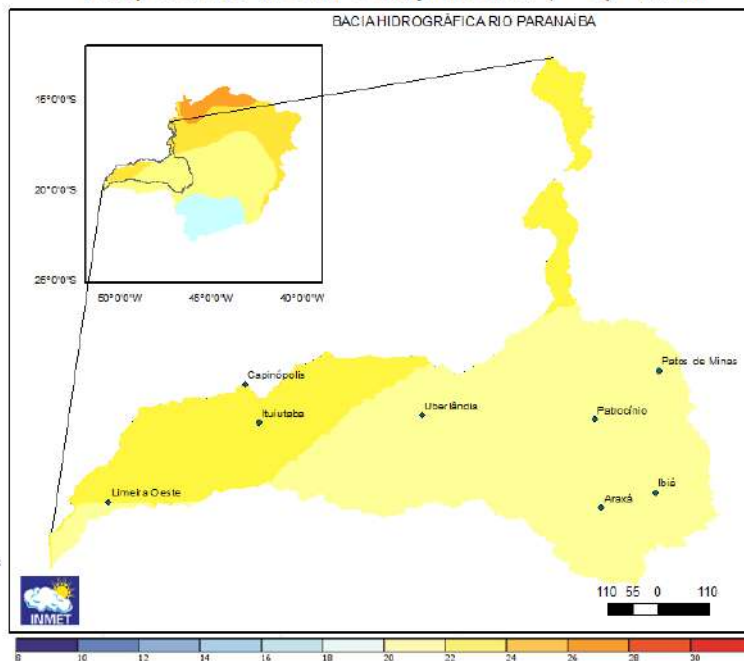 BACIA HIDROGRÁFICA RIO PARANAÍBA
15°0'0"S
20°0'0"S
25°0'0"S
50°0'0"W 45°0'0"W 40°0'0"W
Patos de Minas
Capinópolis
Uberlândia
Patrocínio
Ituiutaba
Limeira Oeste
Ibiá
Araxá
INMET
110 55 0 110
8 10 12 14 16 18 20 22 24 26 28 30